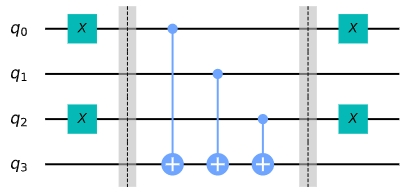 q₀ X X
q₁
q₂ X X
q₃